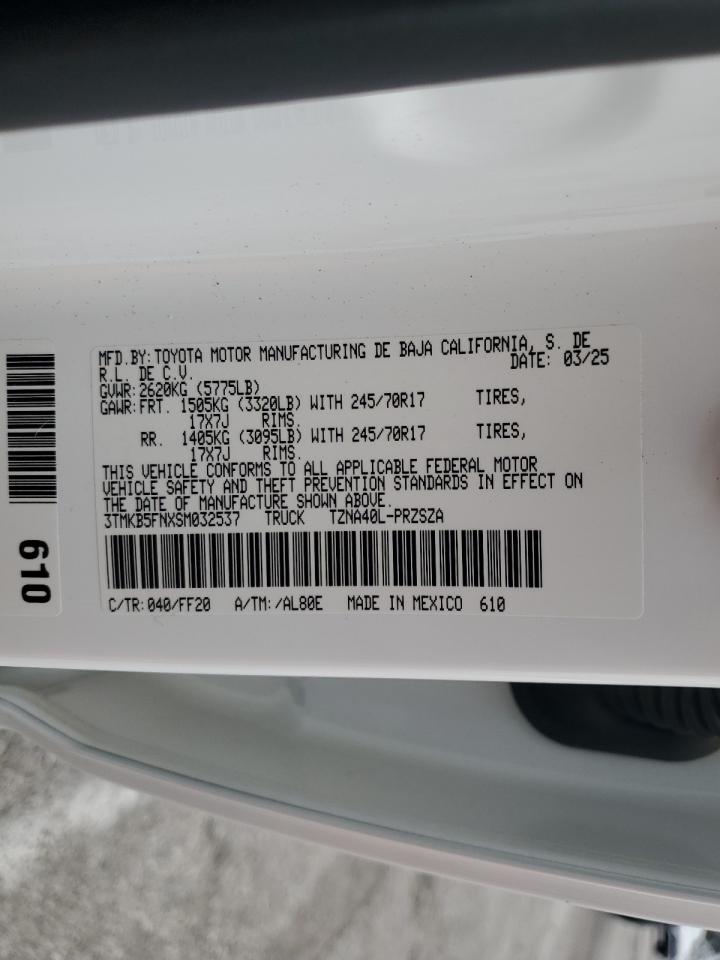 MFD.BY:TOYOTA MOTOR MANUFACTURING DE BAJA CALIFORNIA, S. DE
R.L. DE C.V. DATE: 03/25
GVWR:2620KG (5775LB)
GAWR:FRT. 1505KG (3320LB) WITH 245/70R17 TIRES,
17X7J RIMS.
RR. 1405KG (3095LB) WITH 245/70R17 TIRES,
17X7J RIMS.
THIS VEHICLE CONFORMS TO ALL APPLICABLE FEDERAL MOTOR
VEHICLE SAFETY AND THEFT PREVENTION STANDARDS IN EFFECT ON
THE DATE OF MANUFACTURE SHOWN ABOVE.
3TMKB5FNXSM032537 TRUCK TZNA40L-PRZSZA
C/TR:040/FF20 A/TM:/AL80E MADE IN MEXICO 610
610